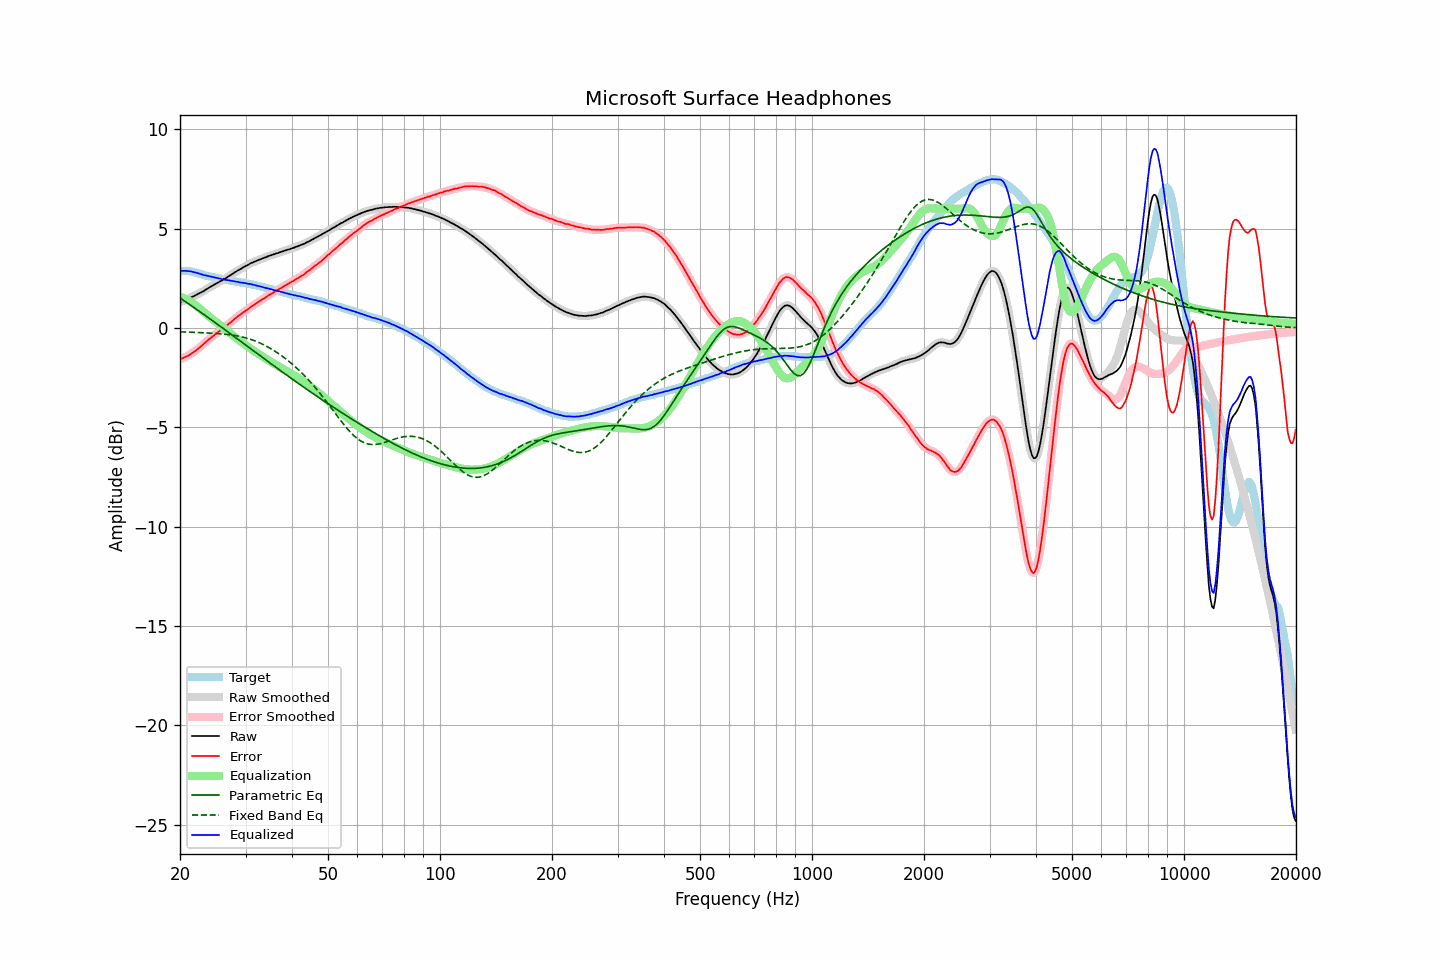 Microsoft Surface Headphones
10
5
0
−5
−10
−15
−20
−25
Amplitude (dBr)
Target
Raw Smoothed
Error Smoothed
Raw
Error
Equalization
Parametric Eq
Fixed Band Eq
Equalized
20 50 100 200 500 1000 2000 5000 10000 20000
Frequency (Hz)